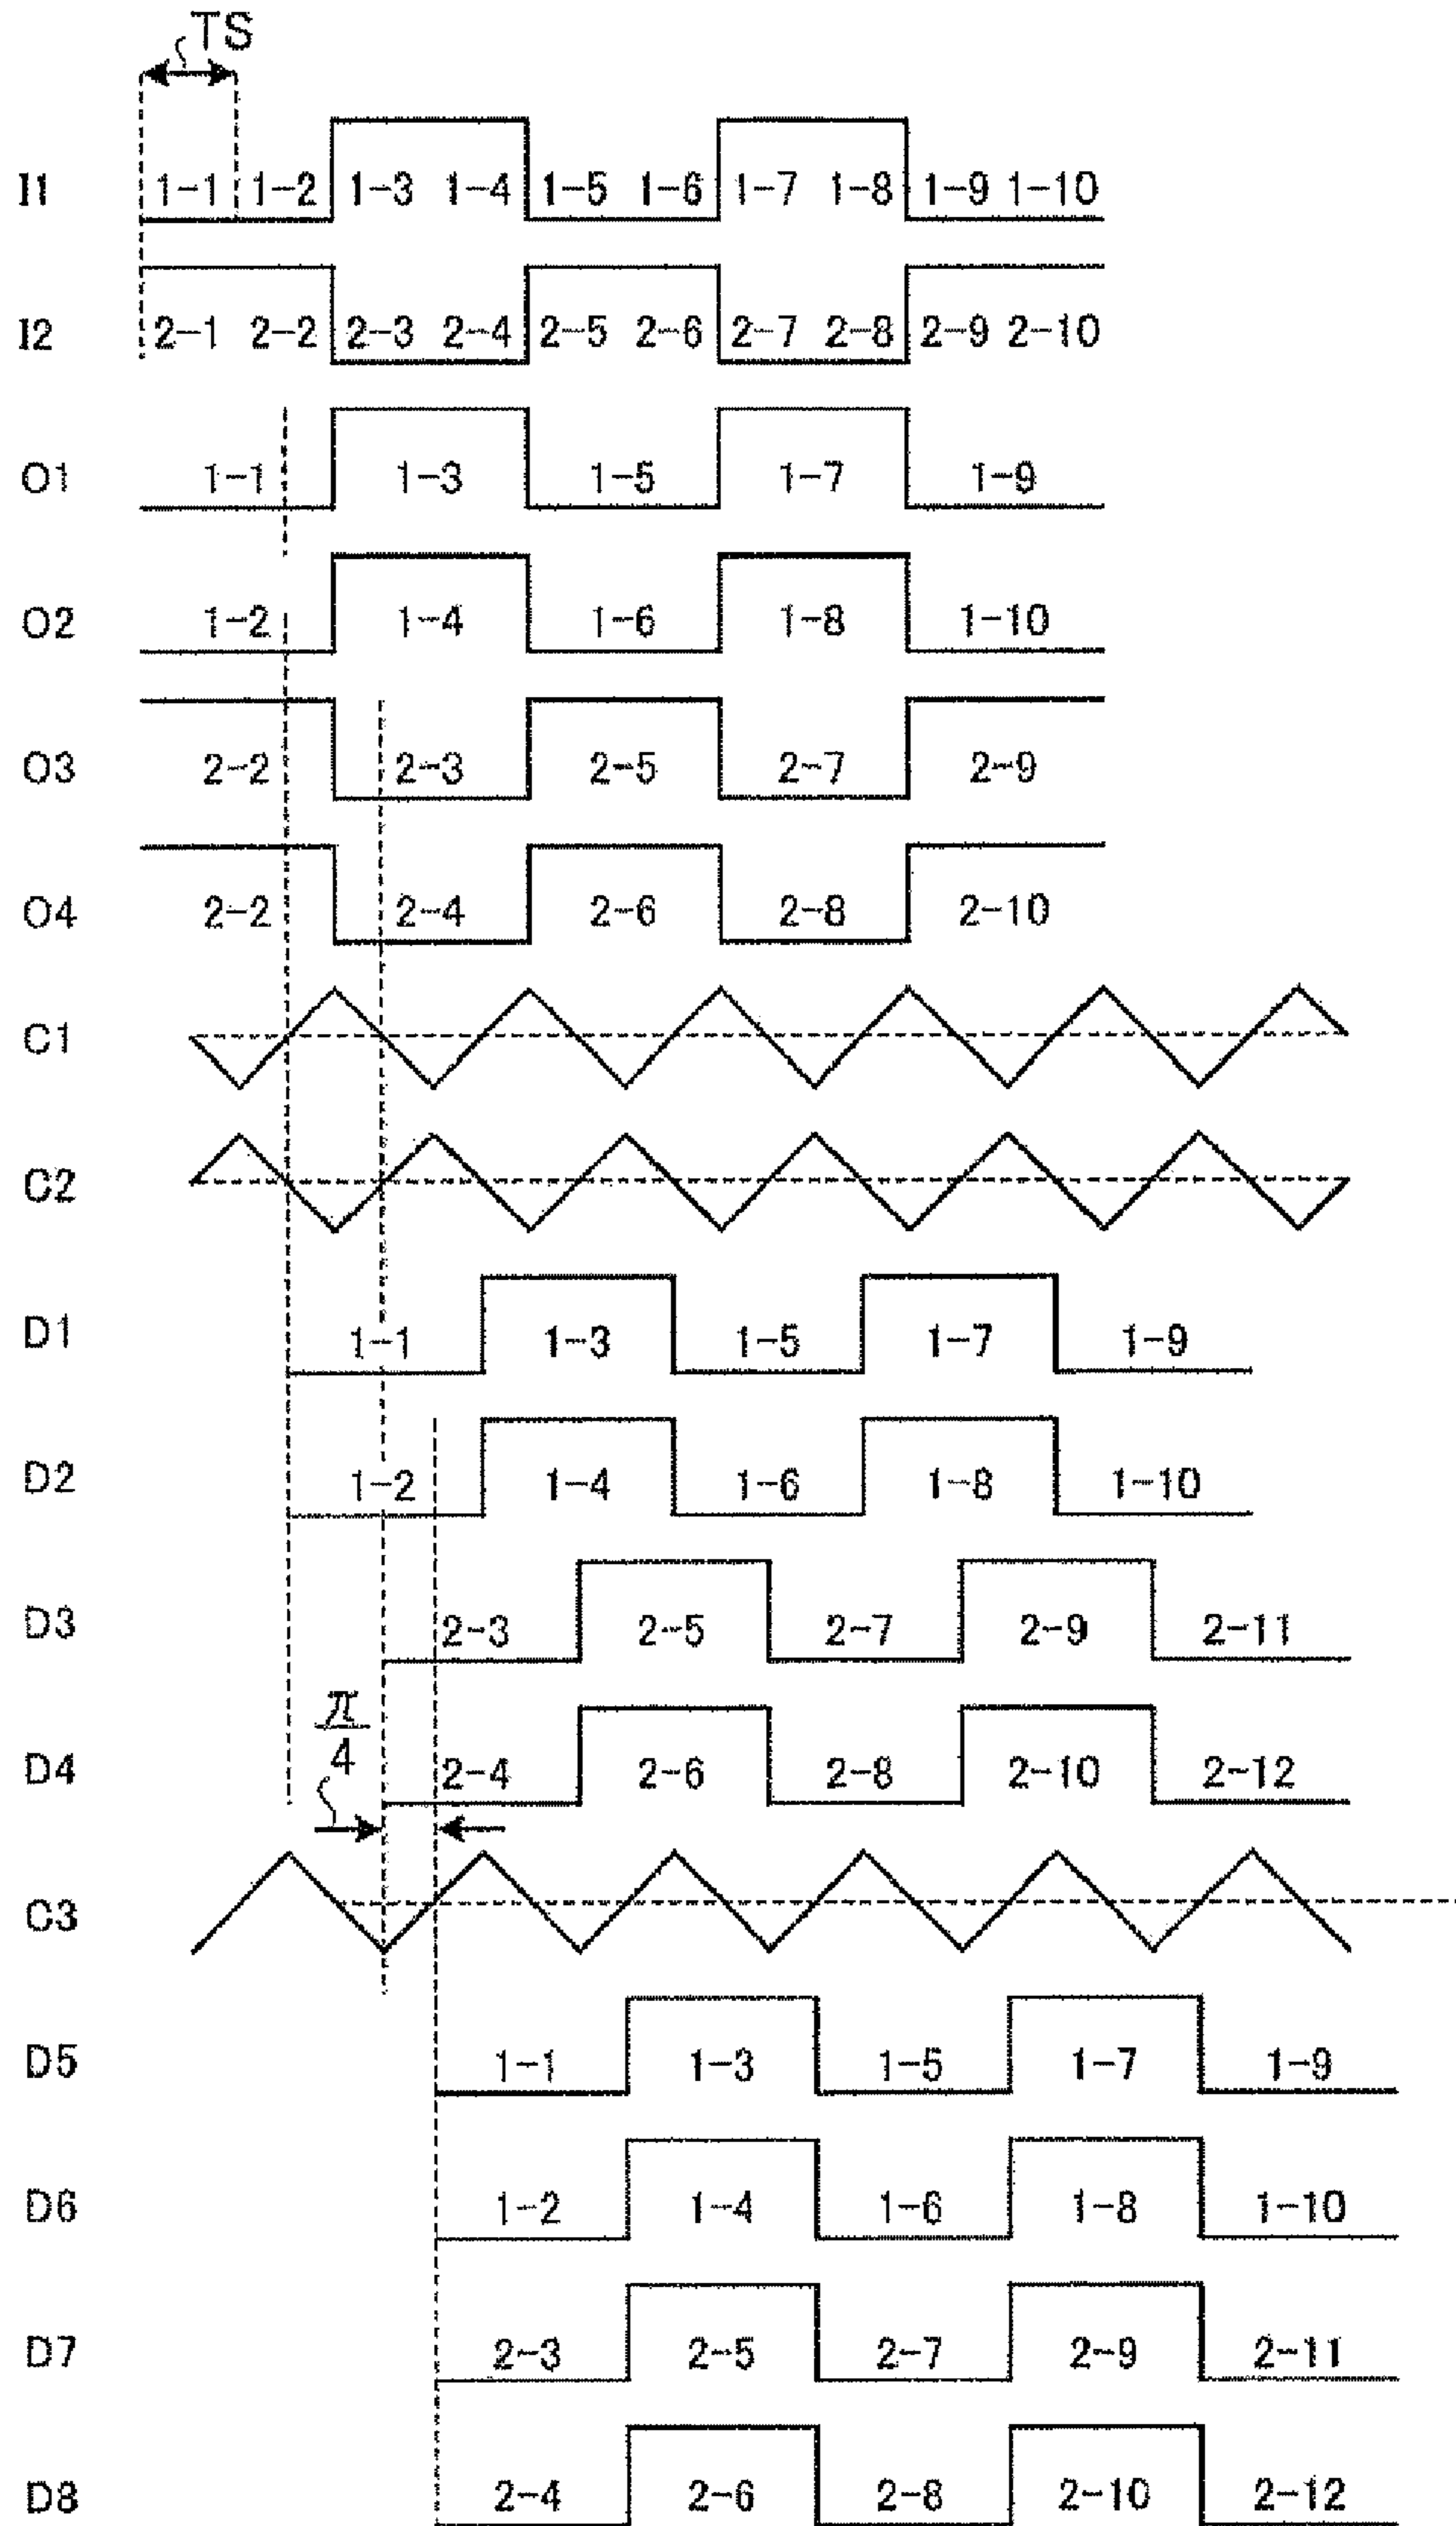 TS
I1 1-1 1-2 1-3 1-4 1-5 1-6 1-7 1-8 1-9 1-10
I2 2-1 2-2 2-3 2-4 2-5 2-6 2-7 2-8 2-9 2-10
O1 1-1 1-3 1-5 1-7 1-9
O2 1-2 1-4 1-6 1-8 1-10
O3 2-2 2-3 2-5 2-7 2-9
O4 2-2 2-4 2-6 2-8 2-10
C1
C2
D1 1-1 1-3 1-5 1-7 1-9
D2 1-2 1-4 1-6 1-8 1-10
D3 2-3 2-5 2-7 2-9 2-11
π
4
D4 2-4 2-6 2-8 2-10 2-12
C3
D5 1-1 1-3 1-5 1-7 1-9
D6 1-2 1-4 1-6 1-8 1-10
D7 2-3 2-5 2-7 2-9 2-11
D8 2-4 2-6 2-8 2-10 2-12